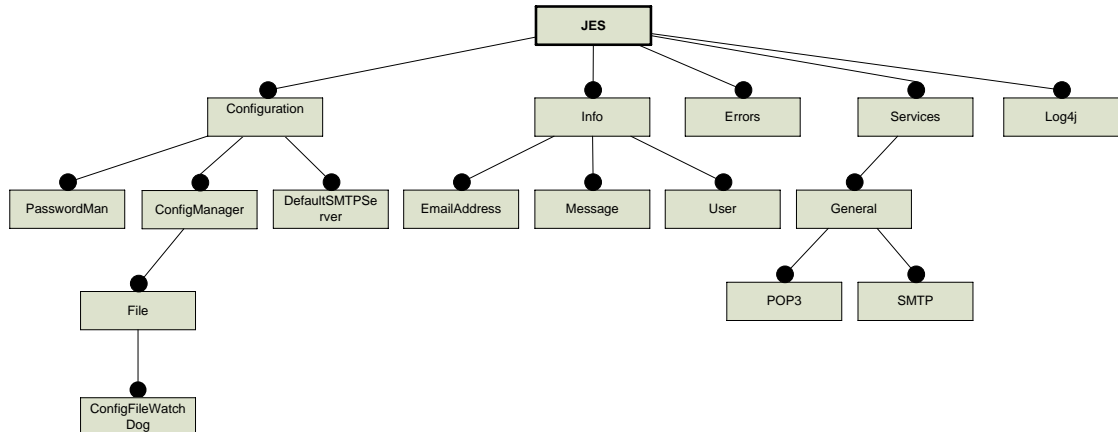 JES
Configuration
Info
Errors
Services
Log4j
PasswordMan
ConfigManager
DefaultSMTPSe
rver
EmailAddress
Message
User
General
File
POP3
SMTP
ConfigFileWatch
Dog